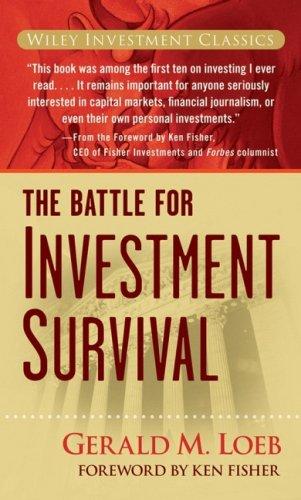 WILEY INVESTMENT CLASSICS
"This book was among the first ten on investing I ever
read. . . . It remains important for anyone seriously
interested in capital markets, financial journalism, or
even their own personal investments."
—From the Foreword by Ken Fisher,
CEO of Fisher Investments and Forbes columnist
THE BATTLE FOR
INVESTMENT
SURVIVAL
GERALD M. LOEB
FOREWORD BY KEN FISHER